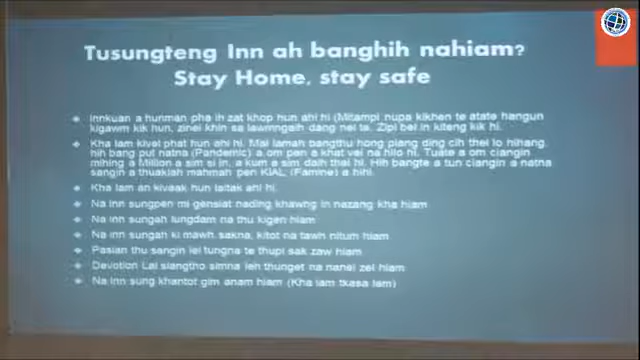 Tusungteng Inn ah banghih nahiam?
Stay Home, stay safe
Innkuan a hunman pha ih zat khop hun ahi hi (Mitampi nupa kikhen te atate hangun
kigawm kik hun, zinei khin sa lawmngaih dang nei ta. Zipi bel in kiteng kik hi.
Kha lam kivel phat hun ahi hi. Mai lamah bangthu hong piang ding cih thei lo hihang.
hih bang pul natna (Pandemic) a om pen a khat vei na hilo hi. Tuate a om ciangin
mihing a Million a sim si in, a kum a sim daih thei hi. Hih bangte a tun ciangin a natna
sangin a thuakiah mahmah pen KIAL (Famine) a hihi.
Kha lam an kivaak hun laitak ahi hi.
Na inn sungpen mi gensiat nading khawng in nazang kha hiam
Na inn sungah lungdam na thu kigen hiam
Na inn sungah ki mawh sakna, kitot na tawh nitum hiam
Pasian thu sangin lei tungna te thupi sak zaw hiam
Devotion Lai siangtho simna leh thunget na nanei zel hiam
Na Inn sung khantot gim anam hiam (Kha lam tkasa lam)